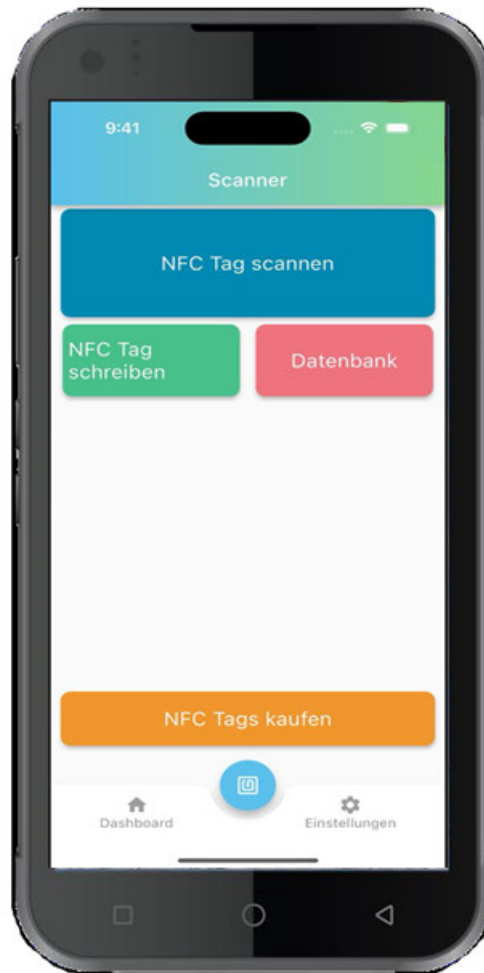 9:41
Scanner
NFC Tag scannen
NFC Tag
schreiben
Datenbank
NFC Tags kaufen
Dashboard
Einstellungen